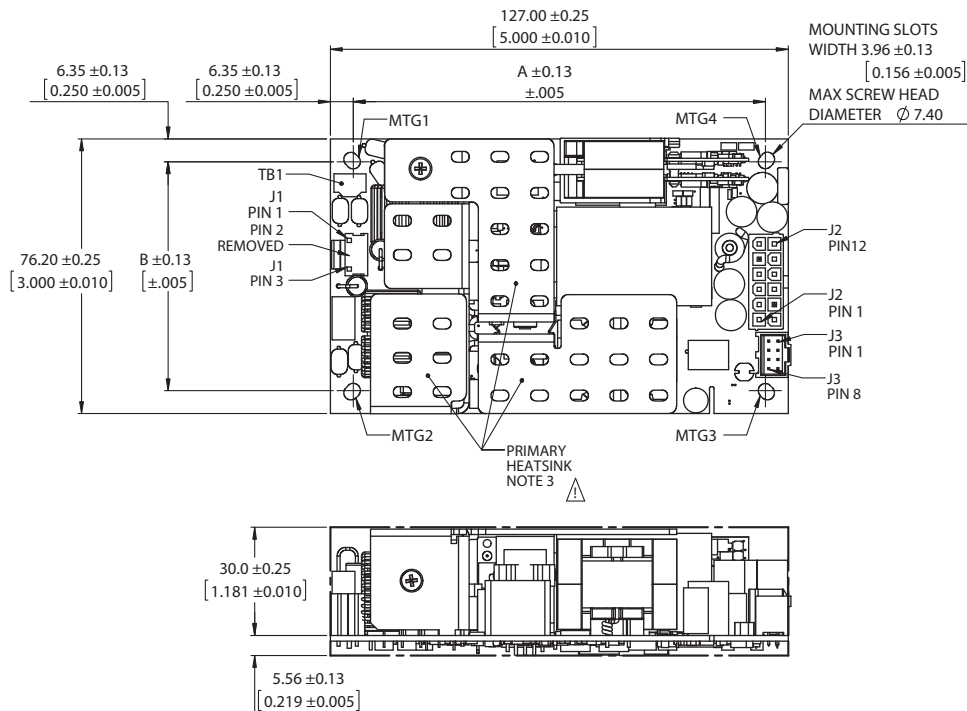 127.00 ±0.25
[5.000 ±0.010]
MOUNTING SLOTS
WIDTH 3.96 ±0.13
[0.156 ±0.005]
MAX SCREW HEAD
DIAMETER Ø 7.40
6.35 ±0.13
[0.250 ±0.005]
6.35 ±0.13
[0.250 ±0.005]
A ±0.13
±.005
MTG1
MTG4
TB1
J1
PIN 1
PIN 2
REMOVED
J1
PIN 3
76.20 ±0.25
[3.000 ±0.010]
B ±0.13
[±.005]
J2
PIN12
J2
PIN 1
J3
PIN 1
J3
PIN 8
MTG2
MTG3
PRIMARY
HEATSINK
NOTE 3
!
30.0 ±0.25
[1.181 ±0.010]
5.56 ±0.13
[0.219 ±0.005]